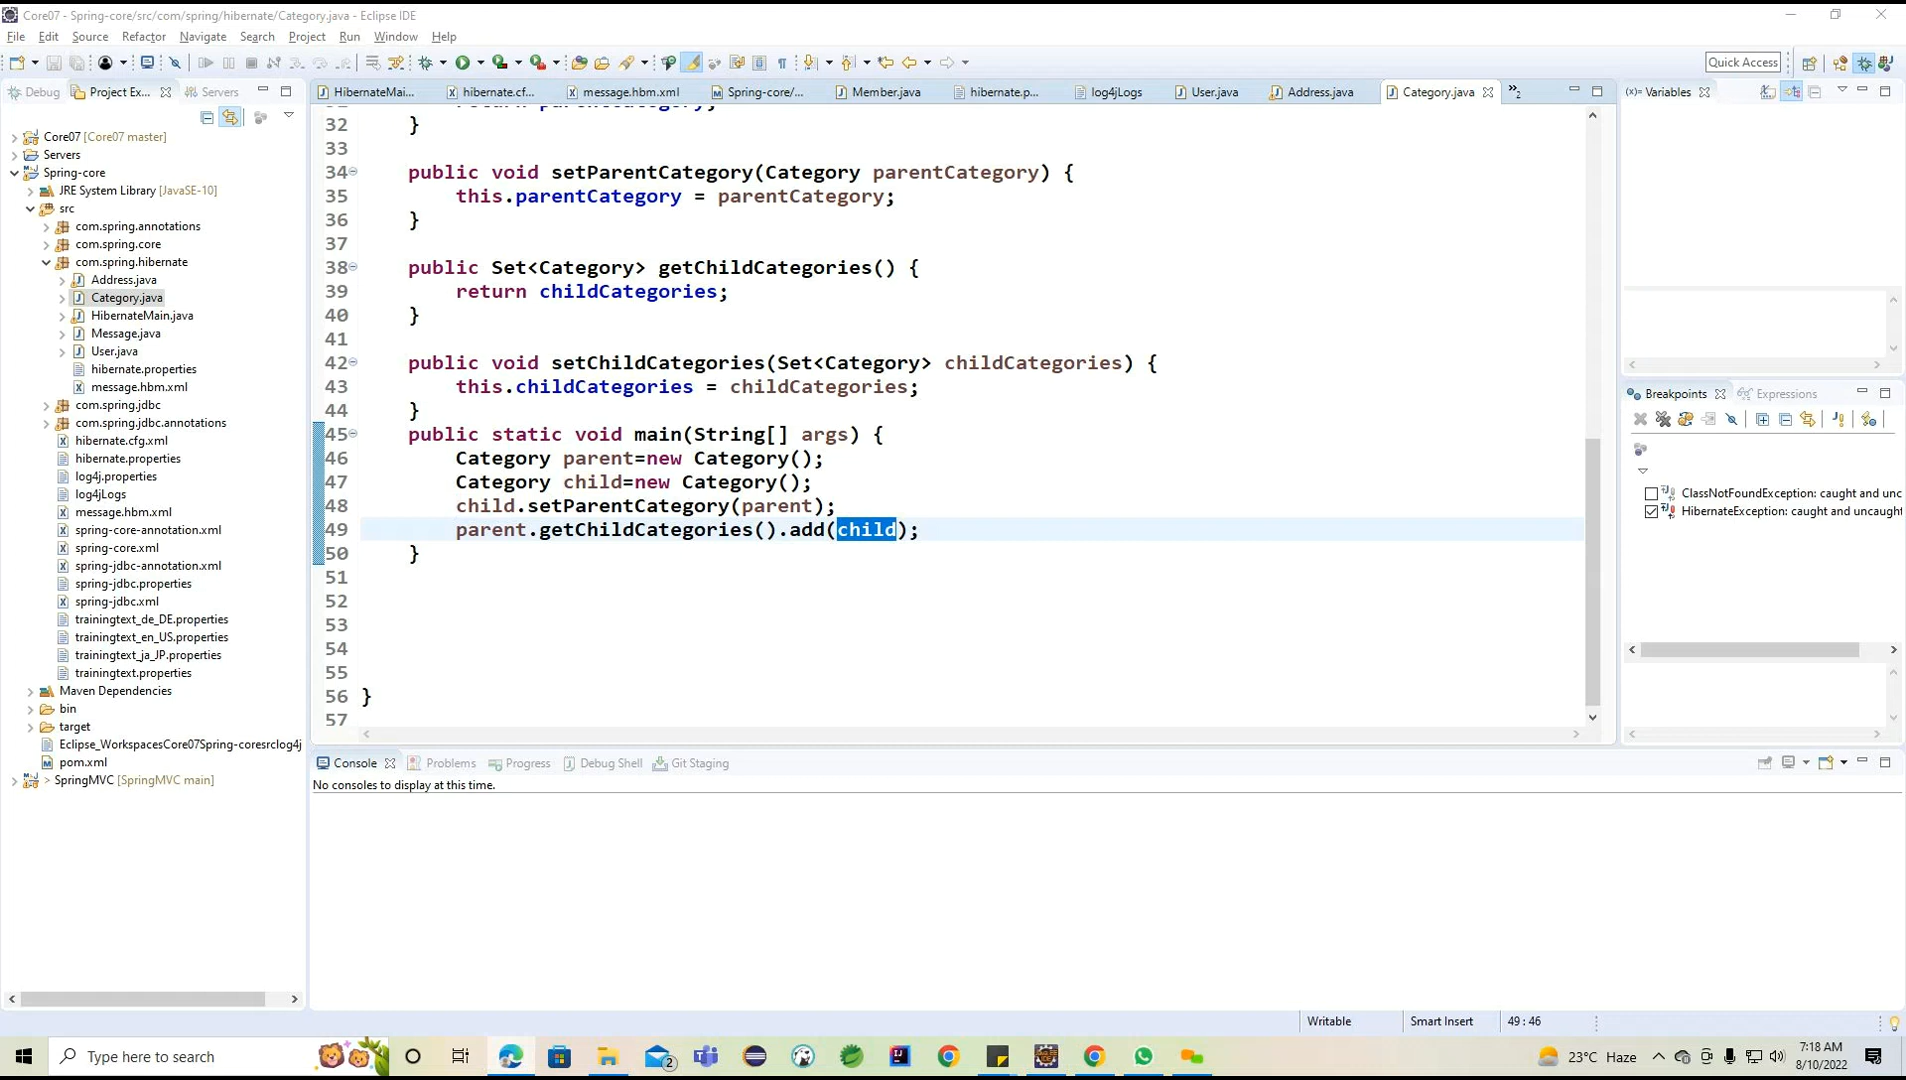 Core07 - Spring-core/src/com/spring/hibernate/Category.java - Eclipse IDE
File Edit Source Refactor Navigate Search Project Run Window Help
Quick Access
Debug Project Ex... Servers
HibernateMai... hibernate.cf... message.hbm.xml Spring-core/... Member.java hibernate.p... log4jLogs User.java Address.java Category.java »2
(x)= Variables
Core07 [Core07 master]
Servers
Spring-core
JRE System Library [JavaSE-10]
src
com.spring.annotations
com.spring.core
com.spring.hibernate
Address.java
Category.java
HibernateMain.java
Message.java
User.java
hibernate.properties
message.hbm.xml
com.spring.jdbc
com.spring.jdbc.annotations
hibernate.cfg.xml
hibernate.properties
log4j.properties
log4jLogs
message.hbm.xml
spring-core-annotation.xml
spring-core.xml
spring-jdbc-annotation.xml
spring-jdbc.properties
spring-jdbc.xml
trainingtext_de_DE.properties
trainingtext_en_US.properties
trainingtext_ja_JP.properties
trainingtext.properties
Maven Dependencies
bin
target
Eclipse_WorkspacesCore07Spring-coresrclog4j
pom.xml
> SpringMVC [SpringMVC main]
32 }
33
34 public void setParentCategory(Category parentCategory) {
35 this.parentCategory = parentCategory;
36 }
37
38 public Set<Category> getChildCategories() {
39 return childCategories;
40 }
41
42 public void setChildCategories(Set<Category> childCategories) {
43 this.childCategories = childCategories;
44 }
45 public static void main(String[] args) {
46 Category parent=new Category();
47 Category child=new Category();
48 child.setParentCategory(parent);
49 parent.getChildCategories().add(child);
50 }
51
52
53
54
55
56 }
57
Breakpoints Expressions
ClassNotFoundException: caught and unc
HibernateException: caught and uncaught
Console Problems Progress Debug Shell Git Staging
No consoles to display at this time.
Writable Smart Insert 49 : 46
Type here to search
2
23°C Haze
7:18 AM
8/10/2022